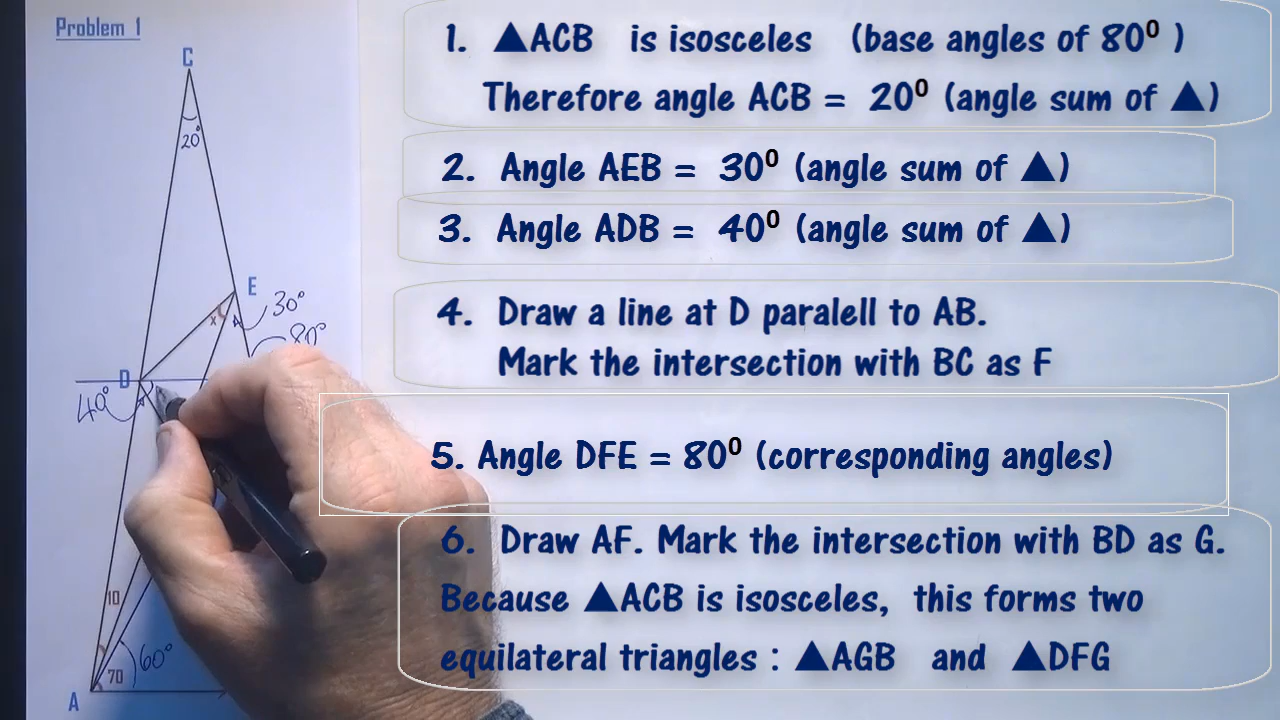 Problem 1
C
20°
E
30°
80°
x
D
40°
10
60°
70
A
1. ▲ACB is isosceles (base angles of 80⁰ )
Therefore angle ACB = 20⁰ (angle sum of ▲)
2. Angle AEB = 30⁰ (angle sum of ▲)
3. Angle ADB = 40⁰ (angle sum of ▲)
4. Draw a line at D paralell to AB.
Mark the intersection with BC as F
5. Angle DFE = 80⁰ (corresponding angles)
6. Draw AF. Mark the intersection with BD as G.
Because ▲ACB is isosceles, this forms two
equilateral triangles : ▲AGB and ▲DFG